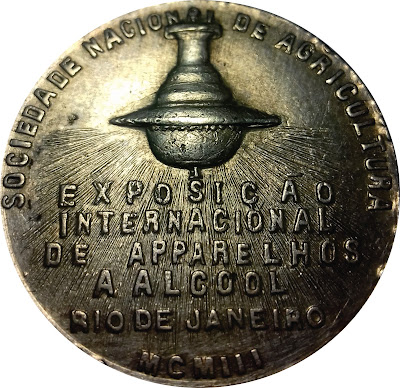 SOCIEDADE NACIONAL DE AGRICULTURA
EXPOSIÇÃO
INTERNACIONAL
DE APPARELHOS
A ALCOOL
RIO DE JANEIRO
MCMIII